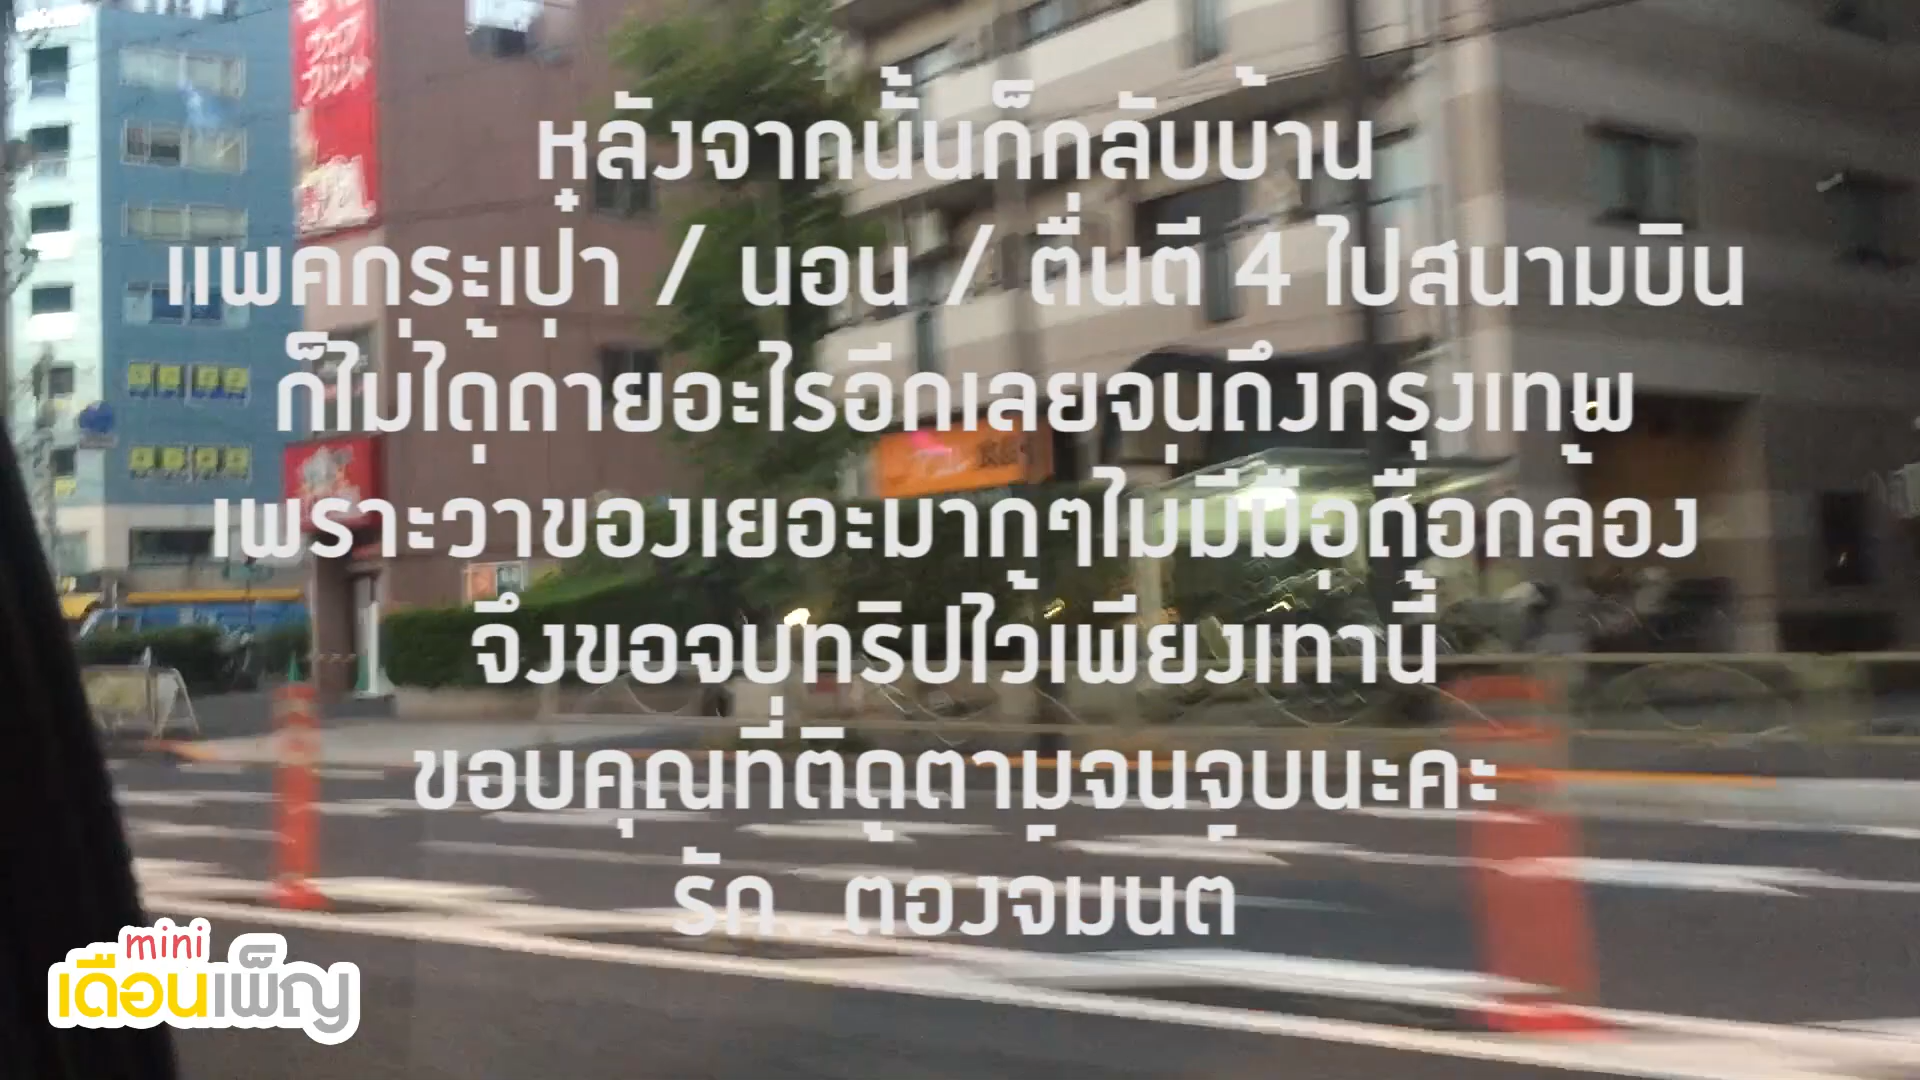 ウェア
プリント
หลังจากนั้นก็กลับบ้าน
แพคกระเป๋า / นอน / ตื่นตี 4 ไปสนามบิน
ก็ไม่ได้ถ่ายอะไรอีกเลยจนถึงกรุงเทพ
เพราะว่าของเยอะมากๆไม่มีมือถือกล้อง
จึงขอจบทริปไว้เพียงเท่านี้
ขอบคุณที่ติดตามจนจบนะคะ
รัก...ต้องจ์มนต์
mini
เดือนเพ็ญ